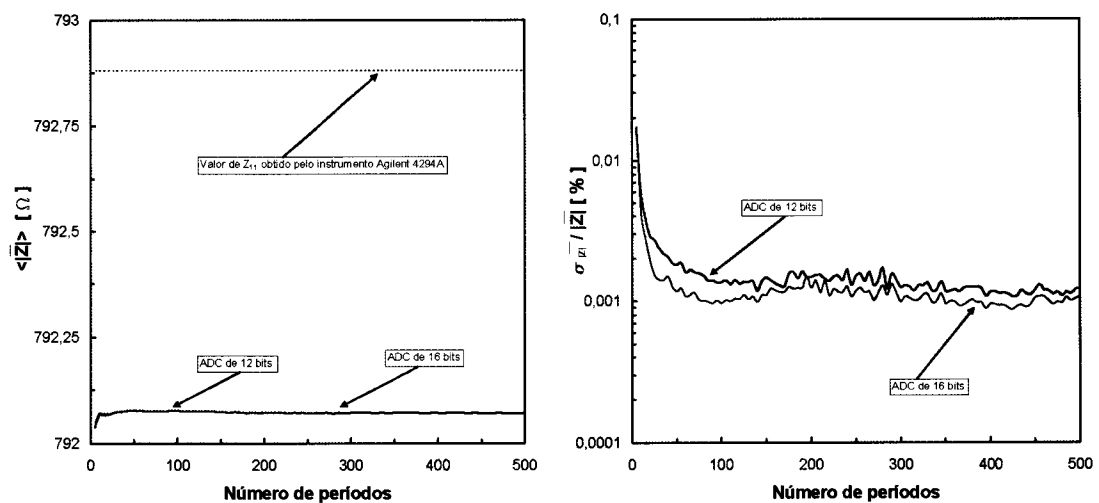 793
792,75
792,5
792,25
792
<|Z̅|> [ Ω ]
Valor de Z₁₁ obtido pelo instrumento Agilent 4294A
ADC de 12 bits
ADC de 16 bits
0
100
200
300
400
500
Número de períodos
0,1
0,01
0,001
0,0001
σ |Z̅| / |Z̅| [ % ]
ADC de 12 bits
ADC de 16 bits
0
100
200
300
400
500
Número de períodos